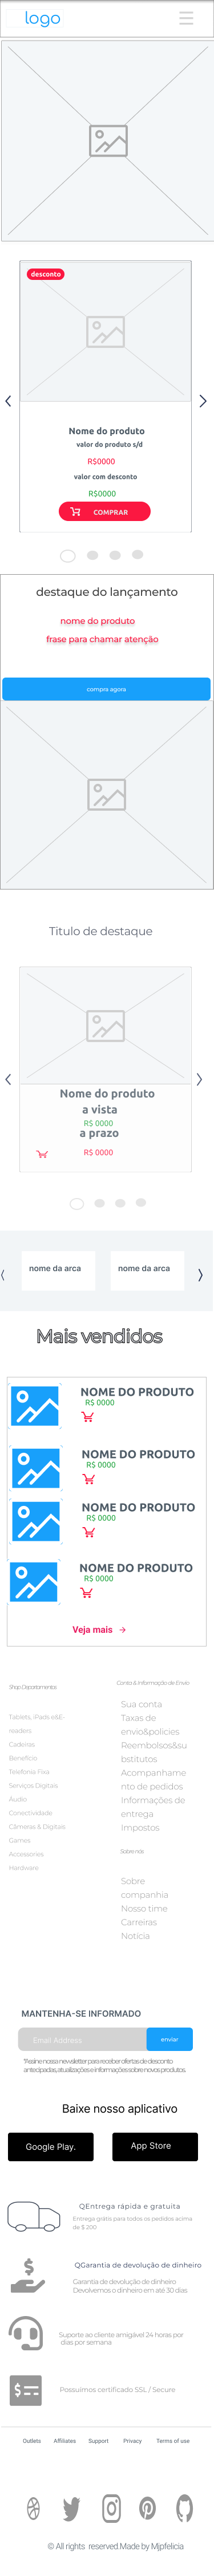 logo
desconto
Nome do produto
valor do produto s/d
R$0000
valor com desconto
R$0000
COMPRAR
destaque do lançamento
nome do produto
frase para chamar atenção
compra agora
Titulo de destaque
Nome do produto
a vista
R$ 0000
a prazo
R$ 0000
nome da arca
nome da arca
Mais vendidos
NOME DO PRODUTO
R$ 0000
NOME DO PRODUTO
R$ 0000
NOME DO PRODUTO
R$ 0000
NOME DO PRODUTO
R$ 0000
Veja mais
Shop Departamentos
Tablets, iPads e&E-
readers
Cadeiras
Benefício
Telefonia Fixa
Serviços Digitais
Áudio
Conectividade
Câmeras & Digitais
Games
Accessories
Hardware
Conta & Informação de Envio
Sua conta
Taxas de
envio&policies
Reembolsos&su
bstitutos
Acompanhame
nto de pedidos
Informações de
entrega
Impostos
Sobre nós
Sobre
companhia
Nosso time
Carreiras
Notícia
MANTENHA-SE INFORMADO
Email Address
enviar
*Assine nossa newsletter para receber ofertas de desconto
antecipadas, atualizações e informações sobre novos produtos.
Baixe nosso aplicativo
Google Play.
App Store
QEntrega rápida e gratuita
Entrega grátis para todos os pedidos acima
de $ 200
QGarantia de devolução de dinheiro
Garantia de devolução de dinheiro
Devolvemos o dinheiro em até 30 dias
Suporte ao cliente amigável 24 horas por
dias por semana
Possuímos certificado SSL / Secure
Outlets Affiliates Support Privacy Terms of use
© All rights reserved.Made by Mjpfelicia